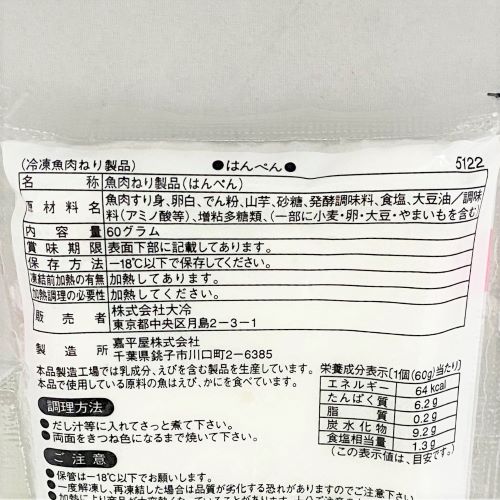 (冷凍魚肉ねり製品) ●はんぺん● 5122
名 称 魚肉ねり製品(はんぺん)
原 材 料 名 魚肉すり身、卵白、でん粉、山芋、砂糖、発酵調味料、食塩、大豆油/調味
料(アミノ酸等)、増粘多糖類、(一部に小麦・卵・大豆・やまいもを含む)
内 容 量 60グラム
賞 味 期 限 表面下部に記載してあります。
保 存 方 法 -18℃以下で保存してください。
凍結前加熱の有無 加熱してあります。
加熱調理の必要性 加熱してください。
販 売 者 株式会社大冷
東京都中央区月島2-3-1
製 造 所 嘉平屋株式会社
千葉県銚子市川口町2-6385
本品製造工場では乳成分、えびを含む製品を生産しています。
本品で使用している原料の魚はえび、かにを食べています。
栄養成分表示〔1個(60g)当たり〕
エネルギー 64kcal
たんぱく質 6.2g
脂 質 0.2g
炭 水 化 物 9.2g
食塩相当量 1.3g
(この表示値は、目安です。)
調理方法
●だし汁等に入れてさっと煮て下さい。
●両面をきつね色になるまで焼いて下さい。
ご 注 意
●保管は-18℃以下でお願いします。
●一度解凍し、再凍結した場合は品質が劣化する恐れがありますので